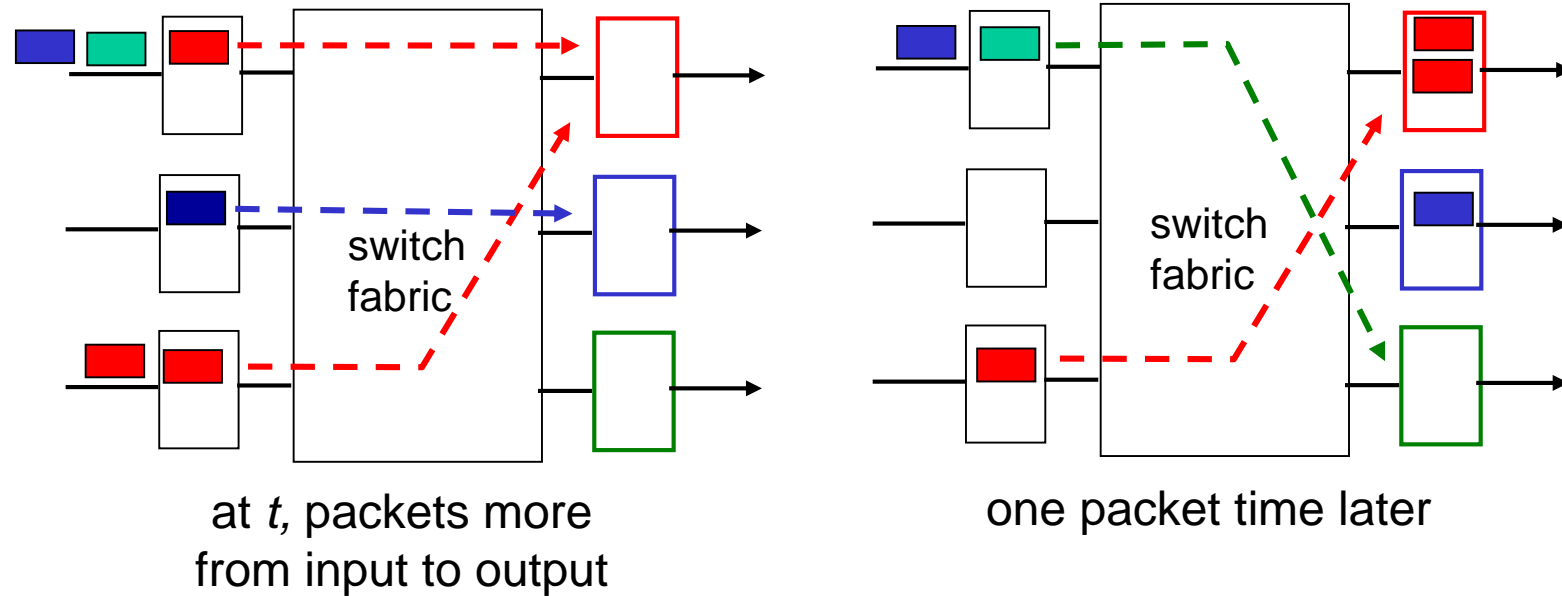 switch
fabric
at t, packets more
from input to output
switch
fabric
one packet time later